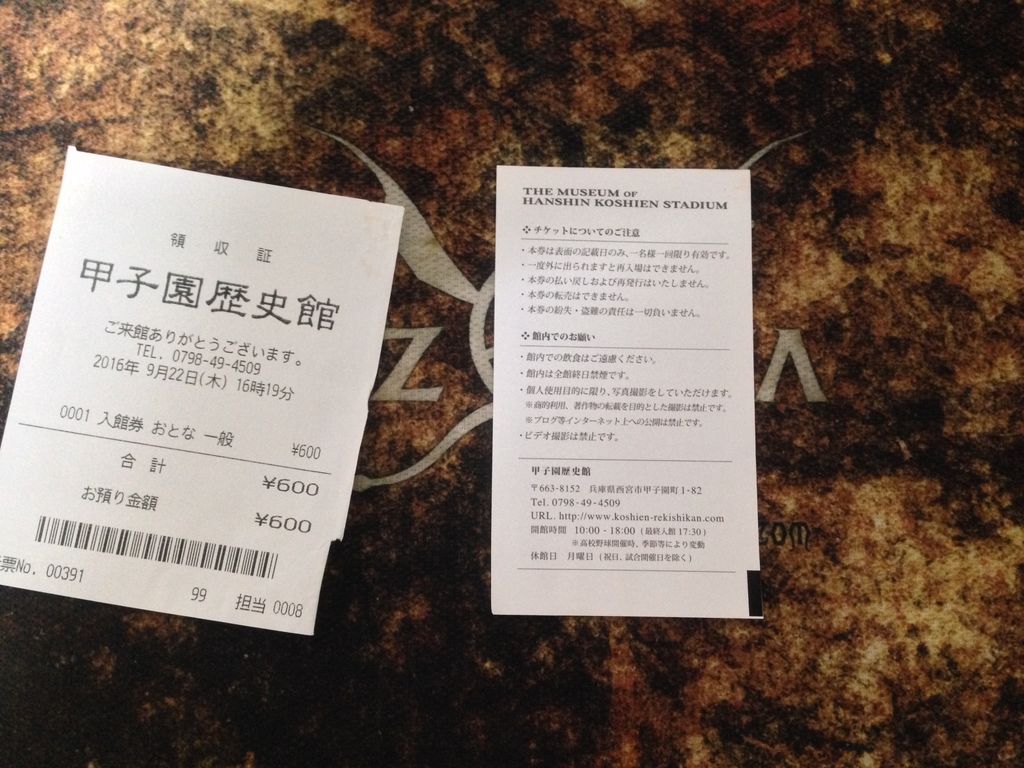 領 収 証
甲子園歴史館
ご来館ありがとうございます。
TEL. 0798-49-4509
2016年 9月22日(木) 16時19分
0001 入館券 おとな 一般 ¥600
合 計 ¥600
お預り金額 ¥600
票No. 00391
99 担当 0008
THE MUSEUM OF
HANSHIN KOSHIEN STADIUM
❖ チケットについてのご注意
・本券は表面の記載日のみ、一名様一回限り有効です。
・一度外に出られますと再入場はできません。
・本券の払い戻しおよび再発行はいたしません。
・本券の転売はできません。
・本券の紛失・盗難の責任は一切負いません。
❖ 館内でのお願い
・館内での飲食はご遠慮ください。
・館内は全館終日禁煙です。
・個人使用目的に限り、写真撮影をしていただけます。
※商的利用、著作物の転載を目的とした撮影は禁止です。
※ブログ等インターネット上への公開は禁止です。
・ビデオ撮影は禁止です。
甲子園歴史館
〒663-8152 兵庫県西宮市甲子園町 1-82
Tel. 0798-49-4509
URL. http://www.koshien-rekishikan.com
開館時間 10:00 - 18:00 (最終入館 17:30)
※高校野球開催時、季節等により変動
休館日 月曜日 (祝日、試合開催日を除く)
Z
.com